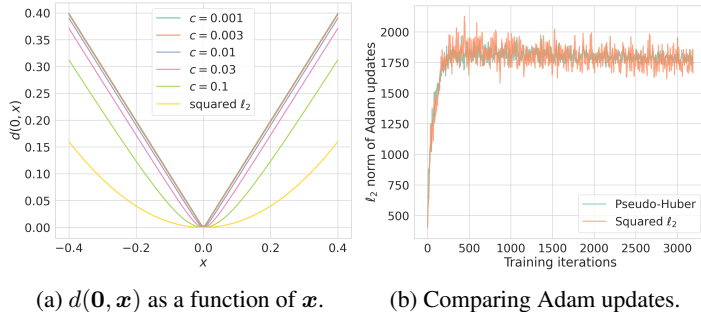 0.40
0.35
0.30
0.25
0.20
0.15
0.10
0.05
0.00
d(0, x)
c = 0.001
c = 0.003
c = 0.01
c = 0.03
c = 0.1
squared ℓ₂
−0.4 −0.2 0.0 0.2 0.4
x
(a) d(0, x) as a function of x.
2000
1750
1500
1250
1000
750
500
ℓ₂ norm of Adam updates
Pseudo-Huber
Squared ℓ₂
0 500 1000 1500 2000 2500 3000
Training iterations
(b) Comparing Adam updates.